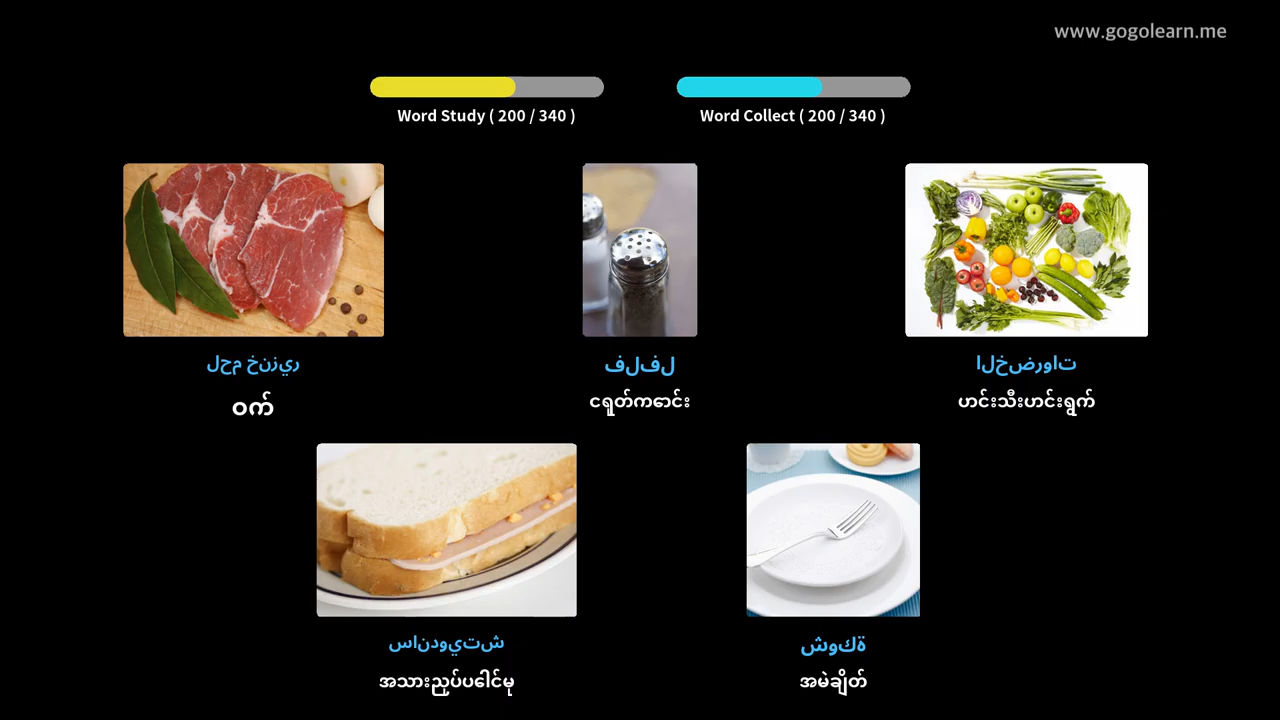 www.gogolearn.me
Word Study ( 200 / 340 )
Word Collect ( 200 / 340 )
لحم خنزير
ဝက်
فلفل
ငရုတ်ကောင်း
الخضروات
ဟင်းသီးဟင်းရွက်
ساندويتش
အသားညှပ်ပေါင်မု
شوكة
အမဲချိတ်